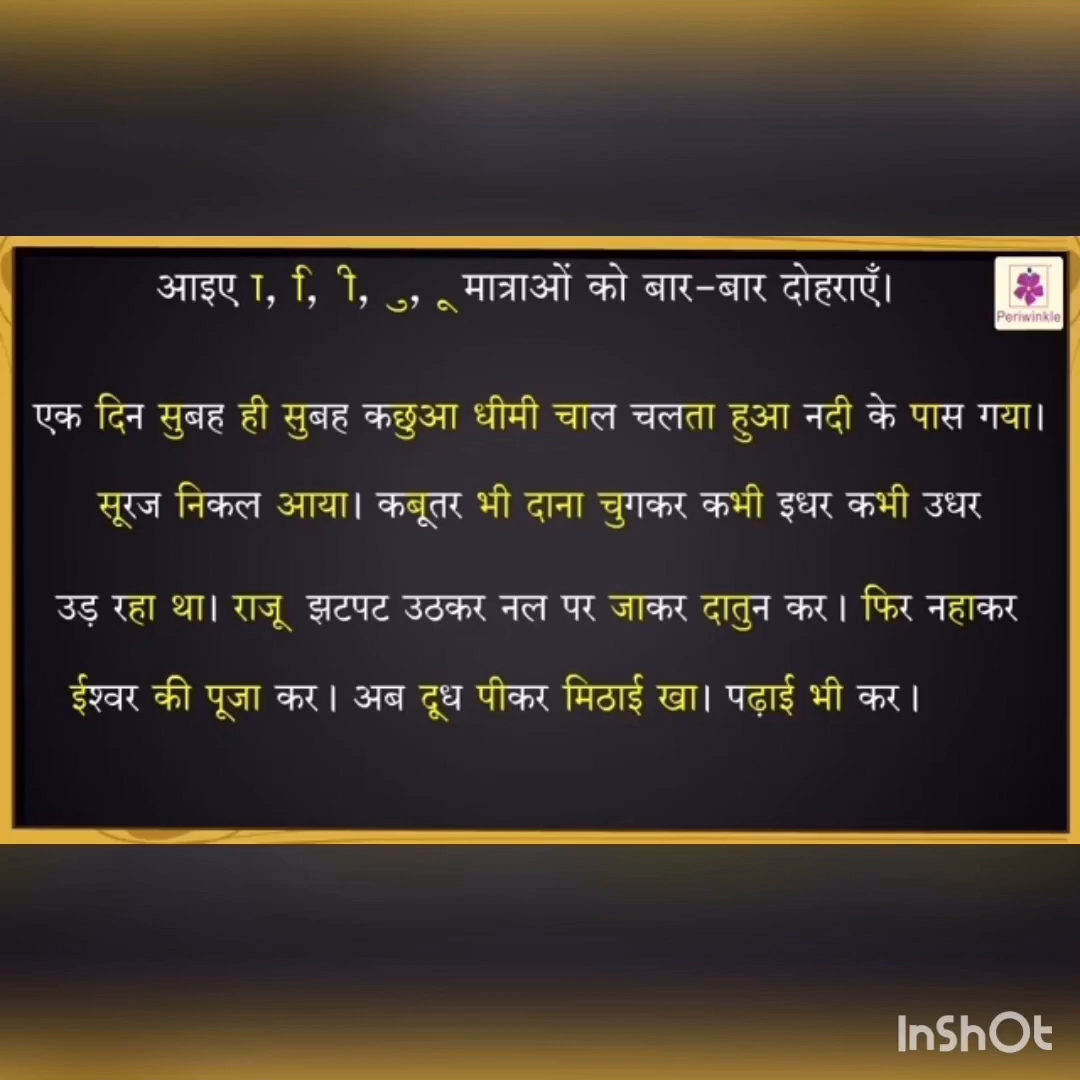 आइए ा, ि, ी, ु, ू मात्राओं को बार-बार दोहराएँ।
Periwinkle
एक दिन सुबह ही सुबह कछुआ धीमी चाल चलता हुआ नदी के पास गया।
सूरज निकल आया। कबूतर भी दाना चुगकर कभी इधर कभी उधर
उड़ रहा था। राजू झटपट उठकर नल पर जाकर दातुन कर। फिर नहाकर
ईश्वर की पूजा कर। अब दूध पीकर मिठाई खा। पढ़ाई भी कर।
InShOt